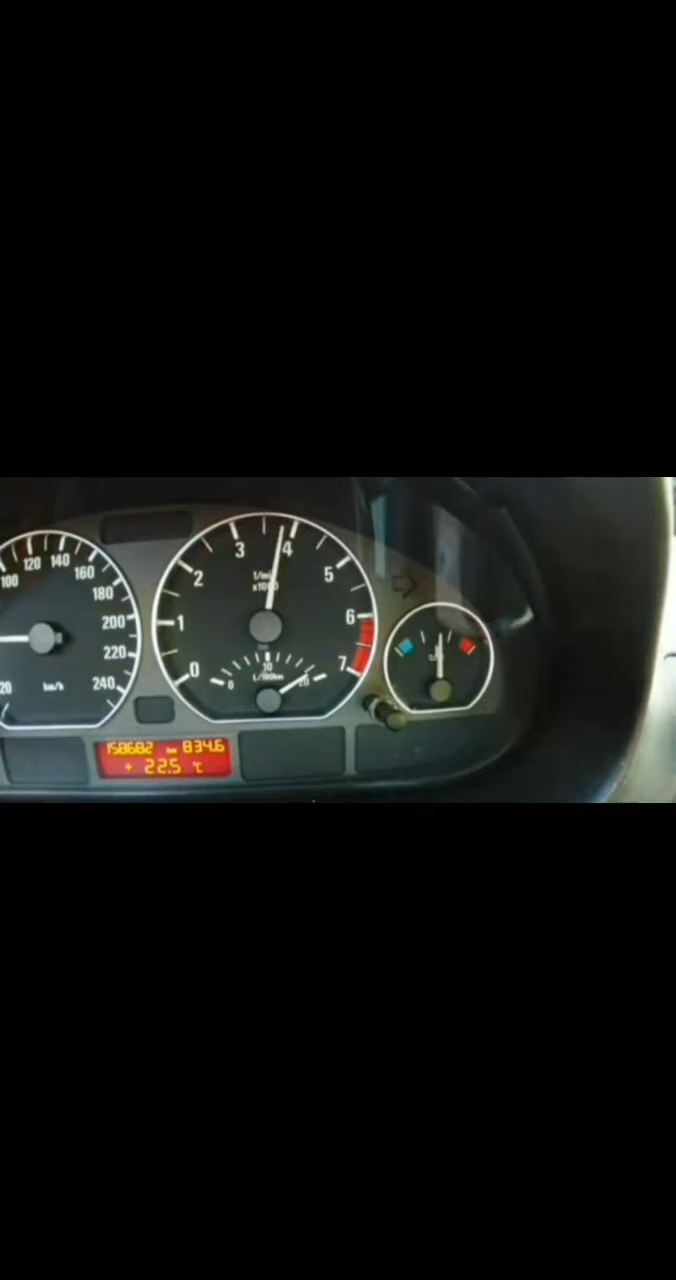 100 120 140 160 180 200 220 240
20
km/h
0 1 2 3 4 5 6 7
1/min
x1000
0 10 20
L/100km
158682 km 834.6
+ 22.5 °C